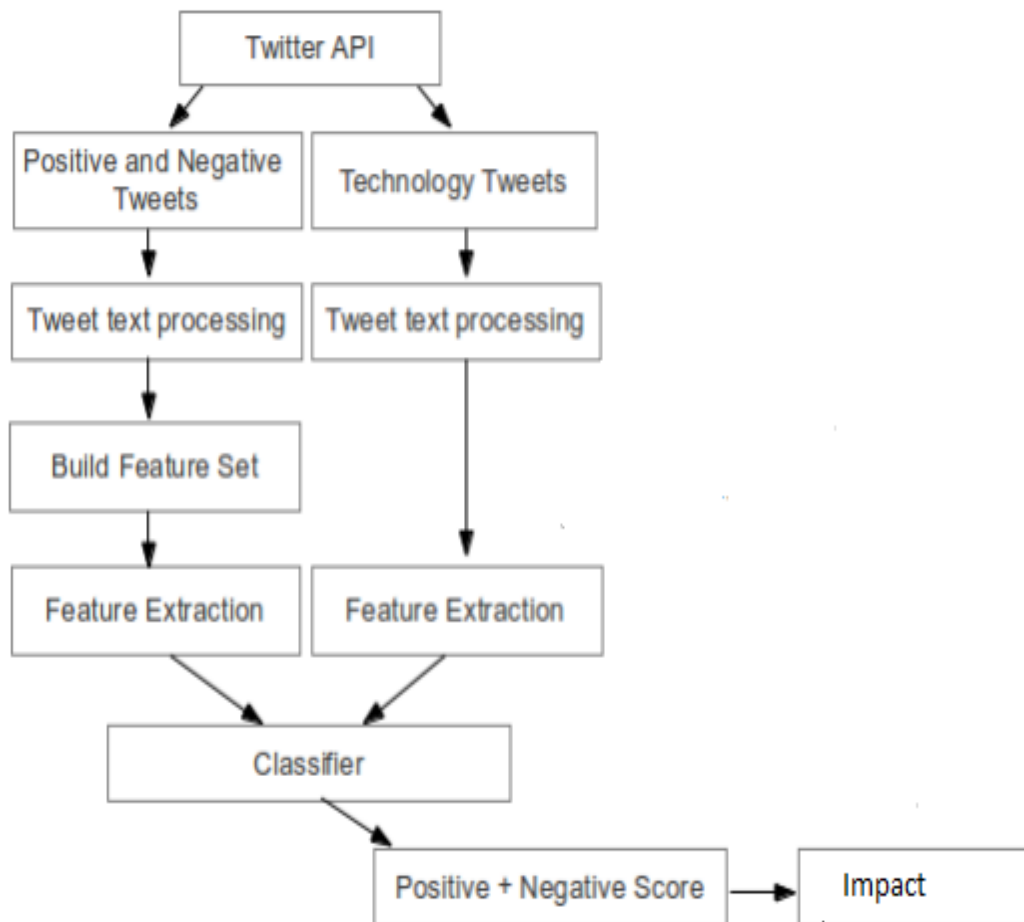 Twitter API
Positive and Negative
Tweets
Technology Tweets
Tweet text processing
Tweet text processing
Build Feature Set
Feature Extraction
Feature Extraction
Classifier
Positive + Negative Score
Impact